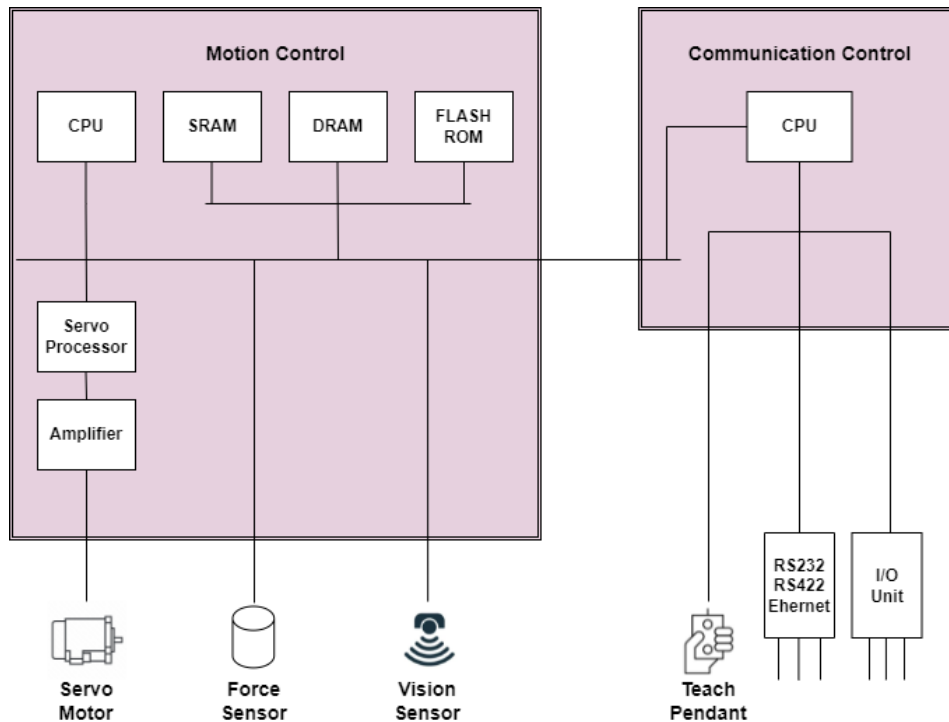 Motion Control
Communication Control
CPU
SRAM
DRAM
FLASH
ROM
CPU
Servo
Processor
Amplifier
RS232
RS422
Ehernet
I/O
Unit
Servo
Motor
Force
Sensor
Vision
Sensor
Teach
Pendant